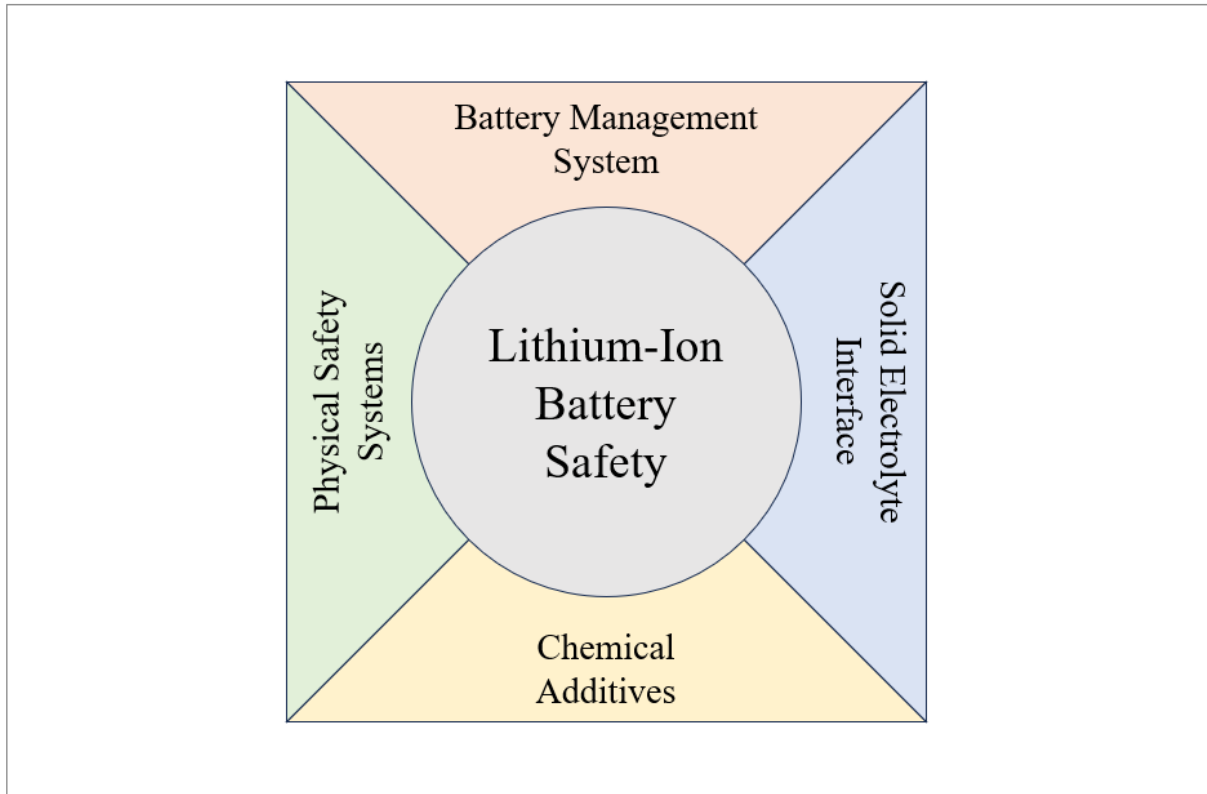 Battery Management
System
Physical Safety
Systems
Lithium-Ion
Battery
Safety
Solid Electrolyte
Interface
Chemical
Additives